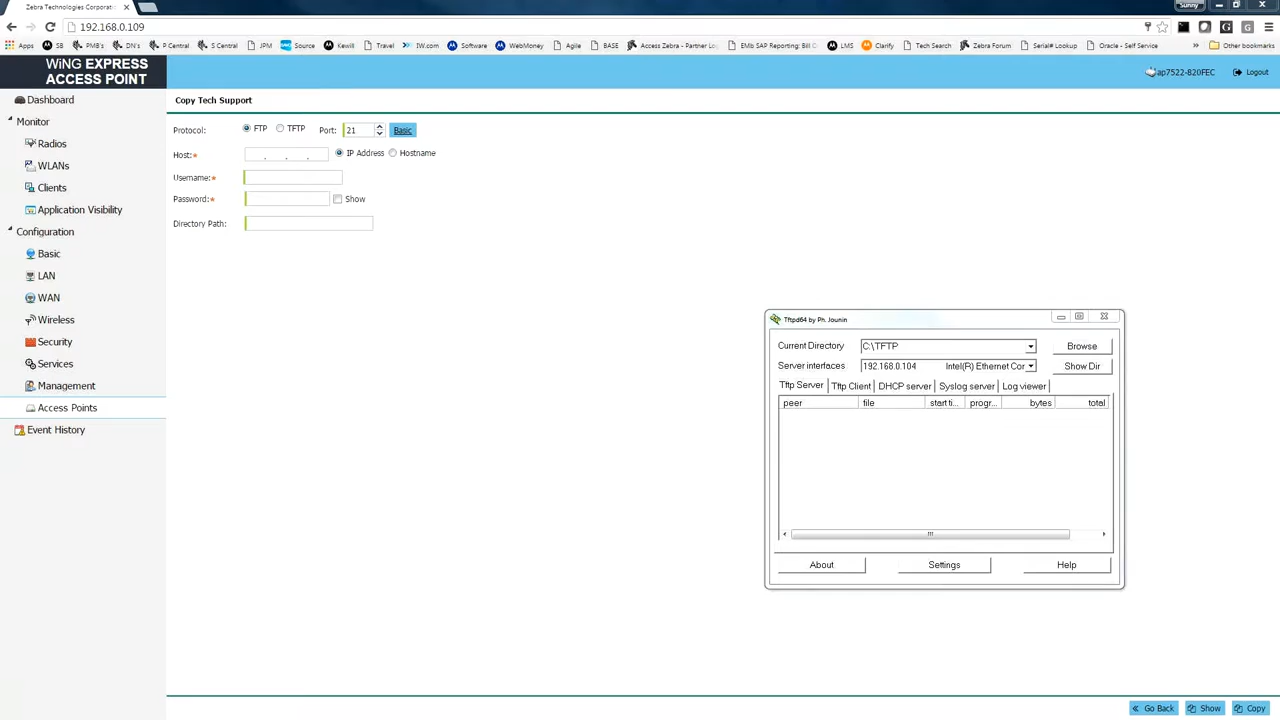 Zebra Technologies Corporati
Sunny
192.168.0.109
Apps SB PMB's DN's P Central S Central JPM Source Kewill Travel IW.com Software WebMoney Agile BASE Access Zebra - Partner Lo EMb SAP Reporting: Bill LMS Clarify Tech Search Zebra Forum Serial# Lookup Oracle - Self Service » Other bookmarks
WiNG EXPRESS
ACCESS POINT
ap7522-820FEC Logout
Dashboard
Monitor
Radios
WLANs
Clients
Application Visibility
Configuration
Basic
LAN
WAN
Wireless
Security
Services
Management
Access Points
Event History
Copy Tech Support
Protocol: FTP TFTP Port: 21 Basic
Host:* . . . IP Address Hostname
Username:*
Password:* Show
Directory Path:
Tftpd64 by Ph. Jounin
Current Directory C:\TFTP Browse
Server interfaces 192.168.0.104 Intel(R) Ethernet Cor Show Dir
Tftp Server Tftp Client DHCP server Syslog server Log viewer
peer file start ti... progr... bytes total
About Settings Help
« Go Back Show Copy